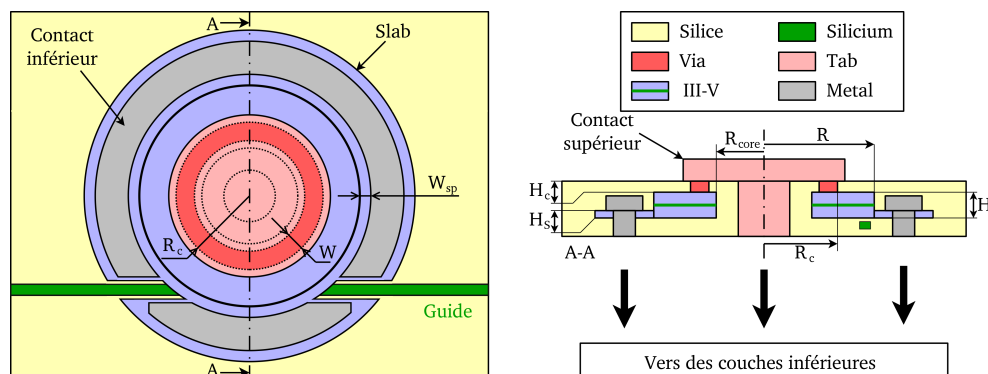 A
Contact
inférieur
Slab
W_sp
R_c
W
Guide
A
Silice
Silicium
Via
Tab
III-V
Metal
Contact
supérieur
R_core
R
H_c
H_s
H
A-A
R_c
Vers des couches inférieures